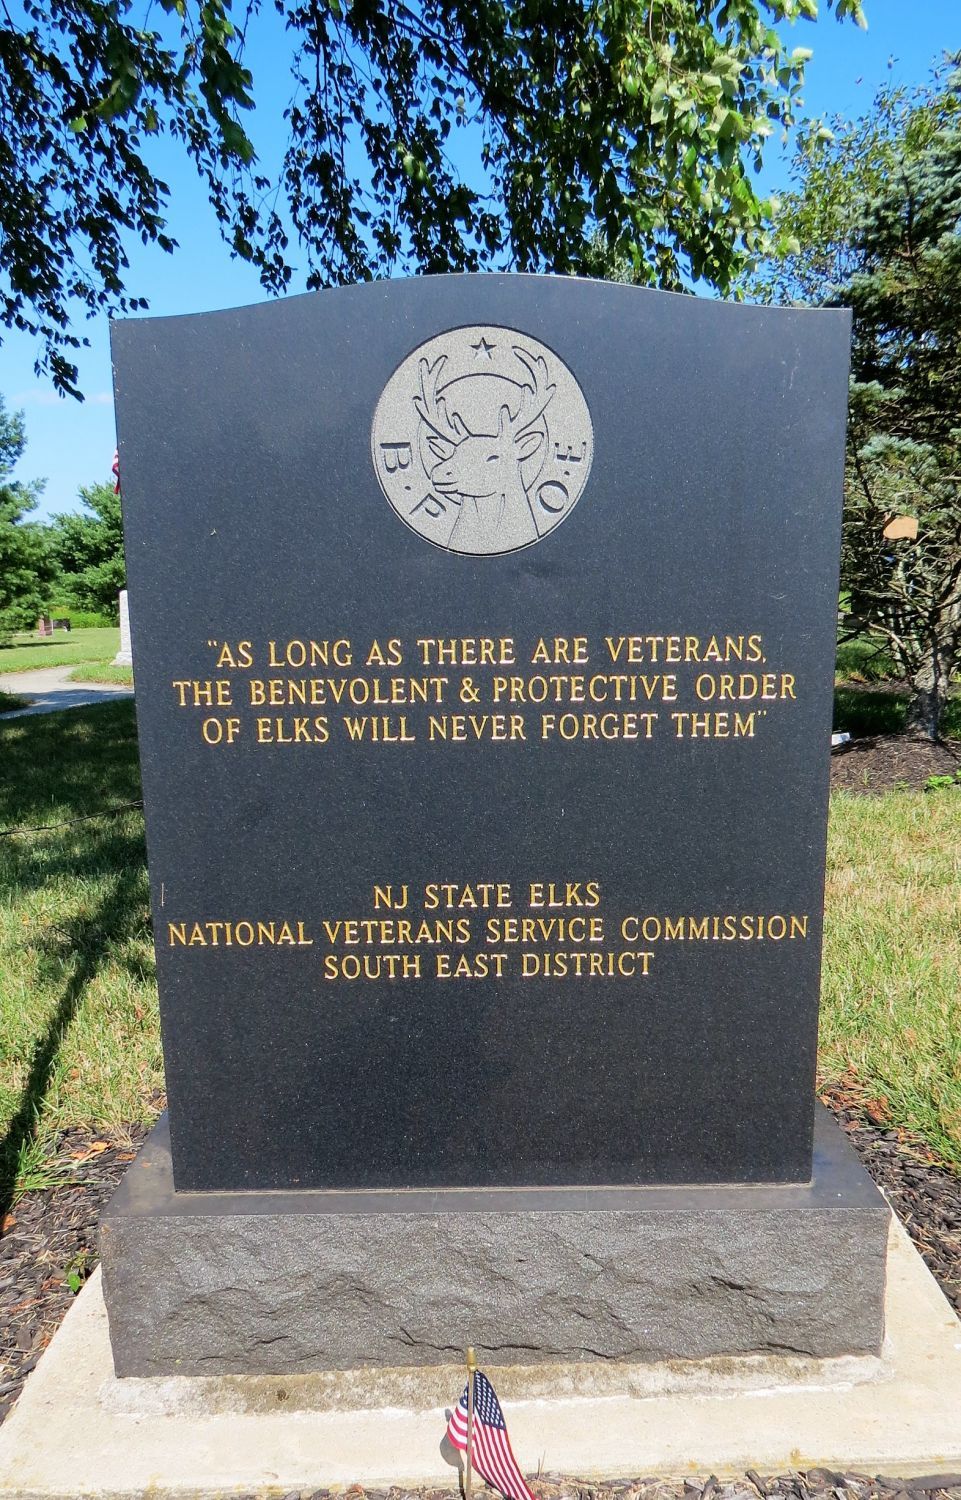 B.P.O.E.
"AS LONG AS THERE ARE VETERANS,
THE BENEVOLENT & PROTECTIVE ORDER
OF ELKS WILL NEVER FORGET THEM"
NJ STATE ELKS
NATIONAL VETERANS SERVICE COMMISSION
SOUTH EAST DISTRICT